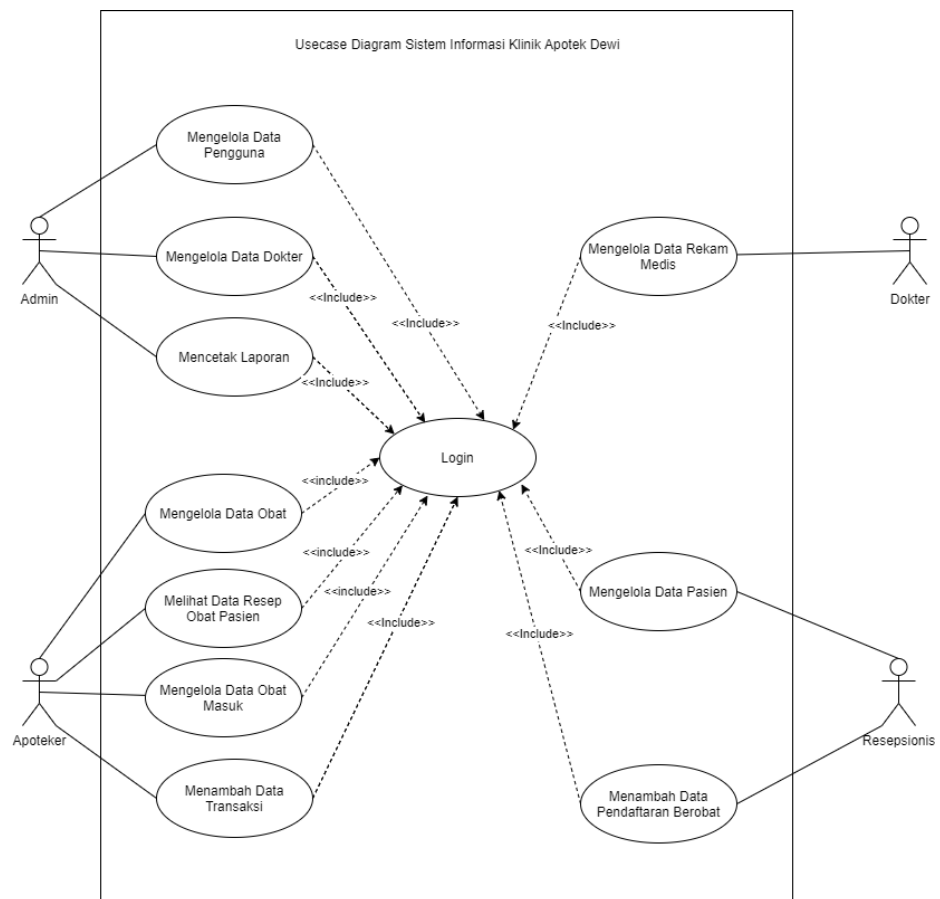 Usecase Diagram Sistem Informasi Klinik Apotek Dewi
Mengelola Data
Pengguna
Mengelola Data Dokter
Mengelola Data Rekam
Medis
Admin
Dokter
<<Include>>
<<Include>>
<<Include>>
Mencetak Laporan
<<Include>>
Login
<<include>>
Mengelola Data Obat
<<include>>
<<Include>>
Melihat Data Resep
Obat Pasien
<<include>>
Mengelola Data Pasien
<<Include>>
<<Include>>
Mengelola Data Obat
Masuk
Apoteker
Resepsionis
Menambah Data
Transaksi
Menambah Data
Pendaftaran Berobat